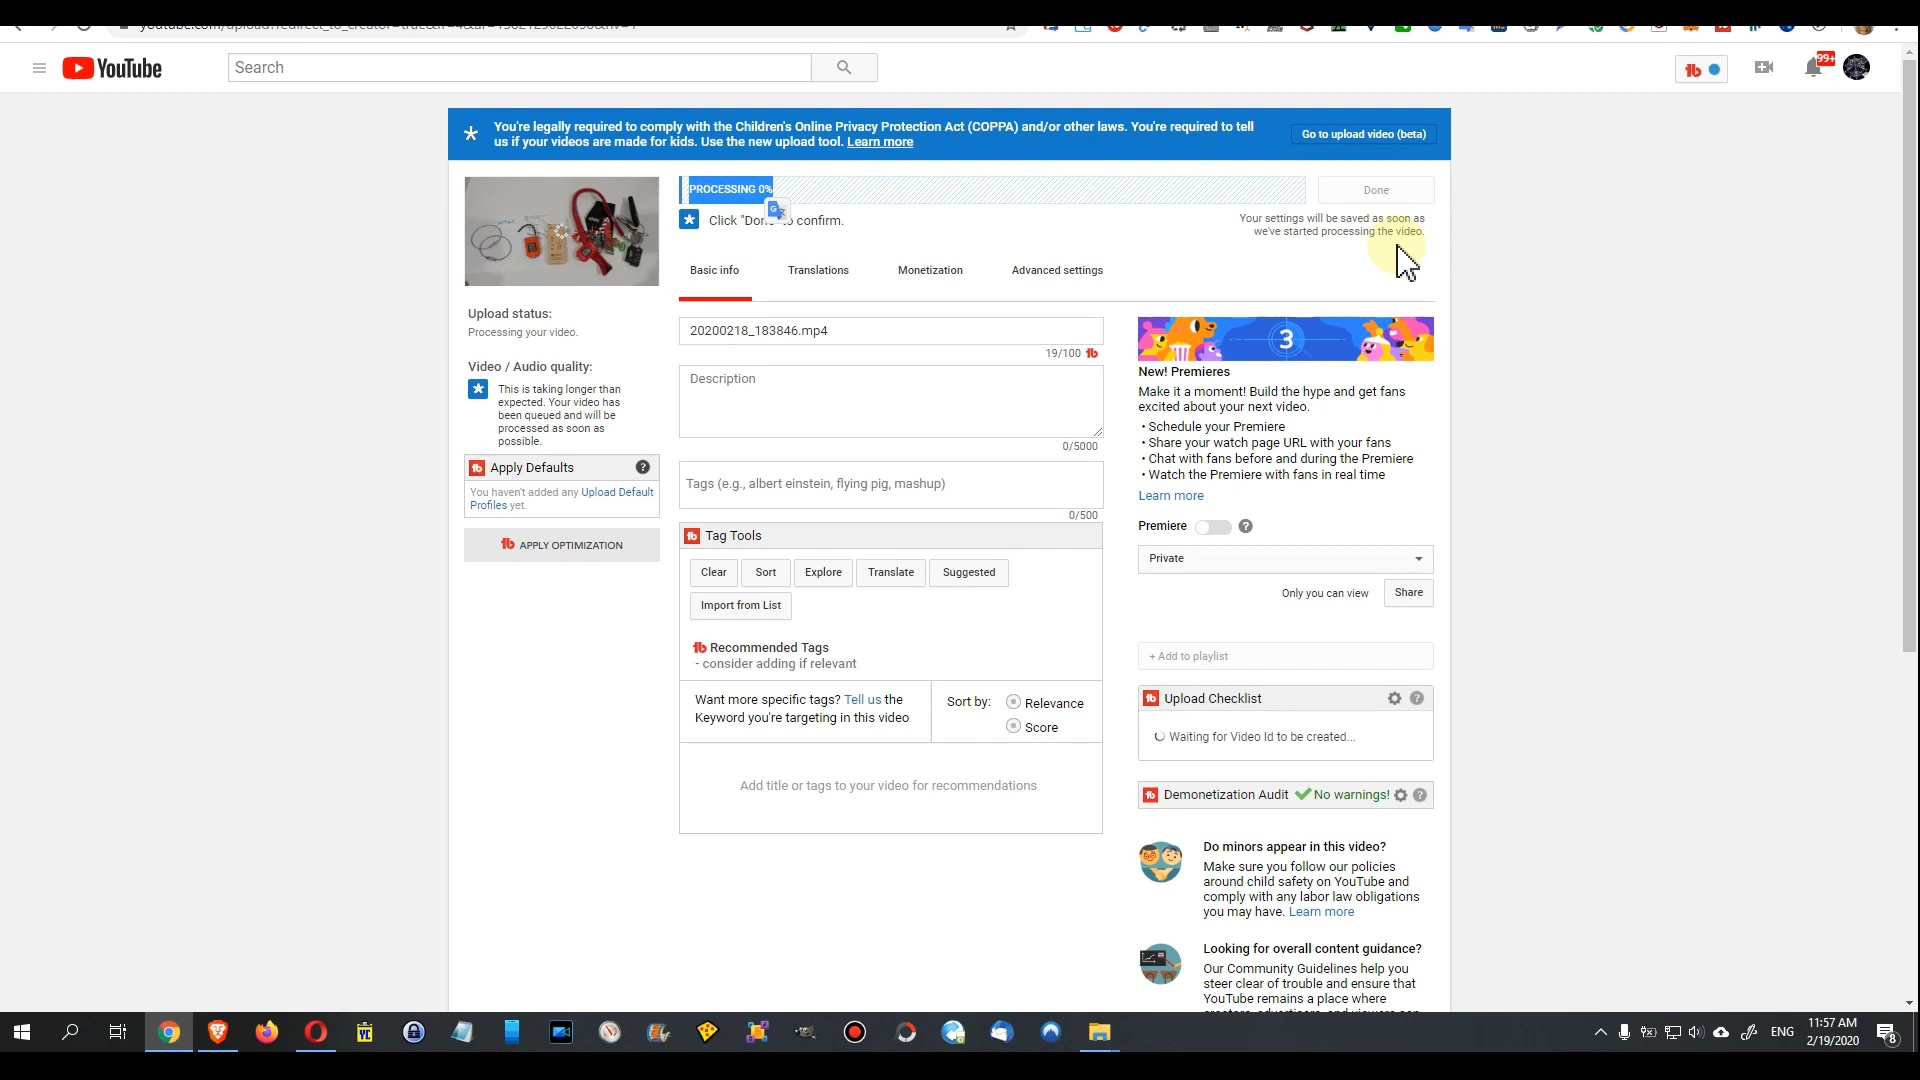 YouTube
Search
99+
You're legally required to comply with the Children's Online Privacy Protection Act (COPPA) and/or other laws. You're required to tell
us if your videos are made for kids. Use the new upload tool. Learn more
Go to upload video (beta)
PROCESSING 0%
Done
Click "Done" to confirm.
Your settings will be saved as soon as
we've started processing the video.
Basic info
Translations
Monetization
Advanced settings
Upload status:
Processing your video.
Video / Audio quality:
This is taking longer than
expected. Your video has
been queued and will be
processed as soon as
possible.
Apply Defaults
You haven't added any Upload Default
Profiles yet.
APPLY OPTIMIZATION
20200218_183846.mp4
19/100
Description
0/5000
Tags (e.g., albert einstein, flying pig, mashup)
0/500
Tag Tools
Clear
Sort
Explore
Translate
Suggested
Import from List
Recommended Tags
- consider adding if relevant
Want more specific tags? Tell us the
Keyword you're targeting in this video
Sort by:
Relevance
Score
Add title or tags to your video for recommendations
3
New! Premieres
Make it a moment! Build the hype and get fans
excited about your next video.
• Schedule your Premiere
• Share your watch page URL with your fans
• Chat with fans before and during the Premiere
• Watch the Premiere with fans in real time
Learn more
Premiere
Private
Only you can view
Share
+ Add to playlist
Upload Checklist
Waiting for Video Id to be created...
Demonetization Audit
No warnings!
Do minors appear in this video?
Make sure you follow our policies
around child safety on YouTube and
comply with any labor law obligations
you may have. Learn more
Looking for overall content guidance?
Our Community Guidelines help you
steer clear of trouble and ensure that
YouTube remains a place where
ENG
11:57 AM
2/19/2020
8